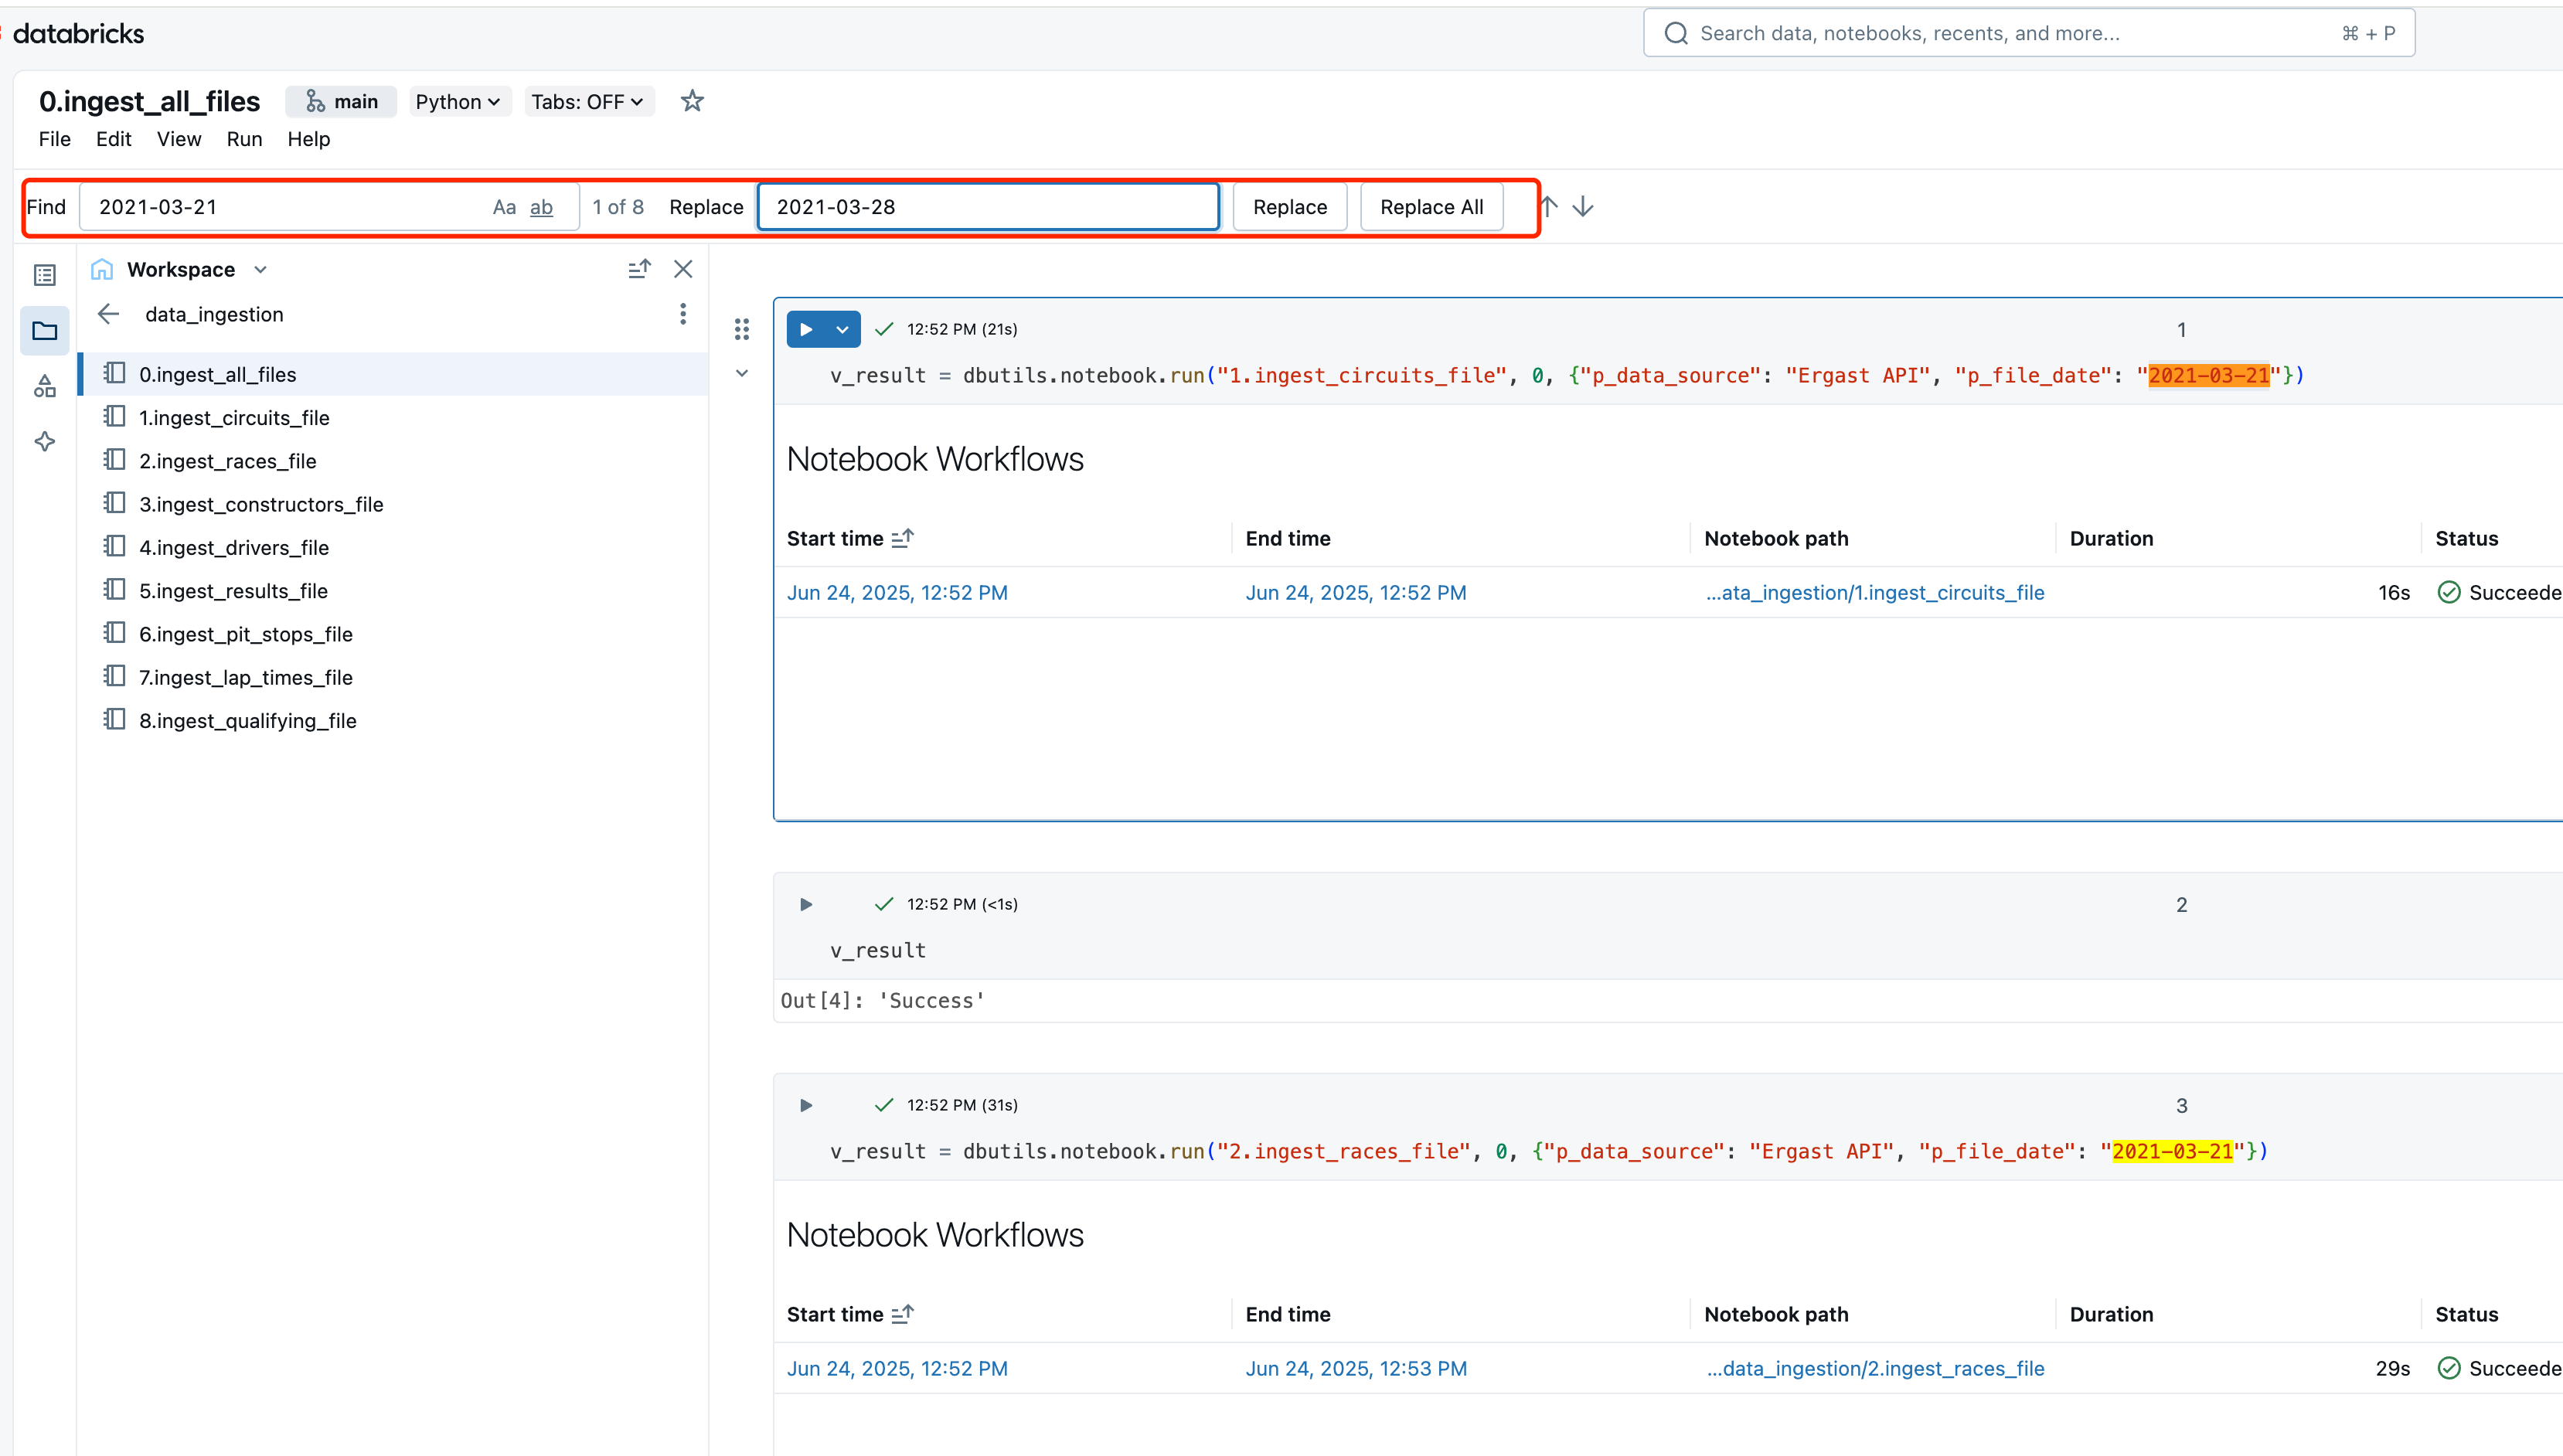 databricks
Search data, notebooks, recents, and more... ⌘ + P
0.ingest_all_files main Python Tabs: OFF
File Edit View Run Help
Find 2021-03-21 Aa ab 1 of 8 Replace 2021-03-28 Replace Replace All
Workspace
data_ingestion
0.ingest_all_files
1.ingest_circuits_file
2.ingest_races_file
3.ingest_constructors_file
4.ingest_drivers_file
5.ingest_results_file
6.ingest_pit_stops_file
7.ingest_lap_times_file
8.ingest_qualifying_file
12:52 PM (21s) 1
v_result = dbutils.notebook.run("1.ingest_circuits_file", 0, {"p_data_source": "Ergast API", "p_file_date": "2021-03-21"})
Notebook Workflows
Start time End time Notebook path Duration Status
Jun 24, 2025, 12:52 PM Jun 24, 2025, 12:52 PM ...ata_ingestion/1.ingest_circuits_file 16s Succeede
12:52 PM (<1s) 2
v_result
Out[4]: 'Success'
12:52 PM (31s) 3
v_result = dbutils.notebook.run("2.ingest_races_file", 0, {"p_data_source": "Ergast API", "p_file_date": "2021-03-21"})
Notebook Workflows
Start time End time Notebook path Duration Status
Jun 24, 2025, 12:52 PM Jun 24, 2025, 12:53 PM ...data_ingestion/2.ingest_races_file 29s Succeede